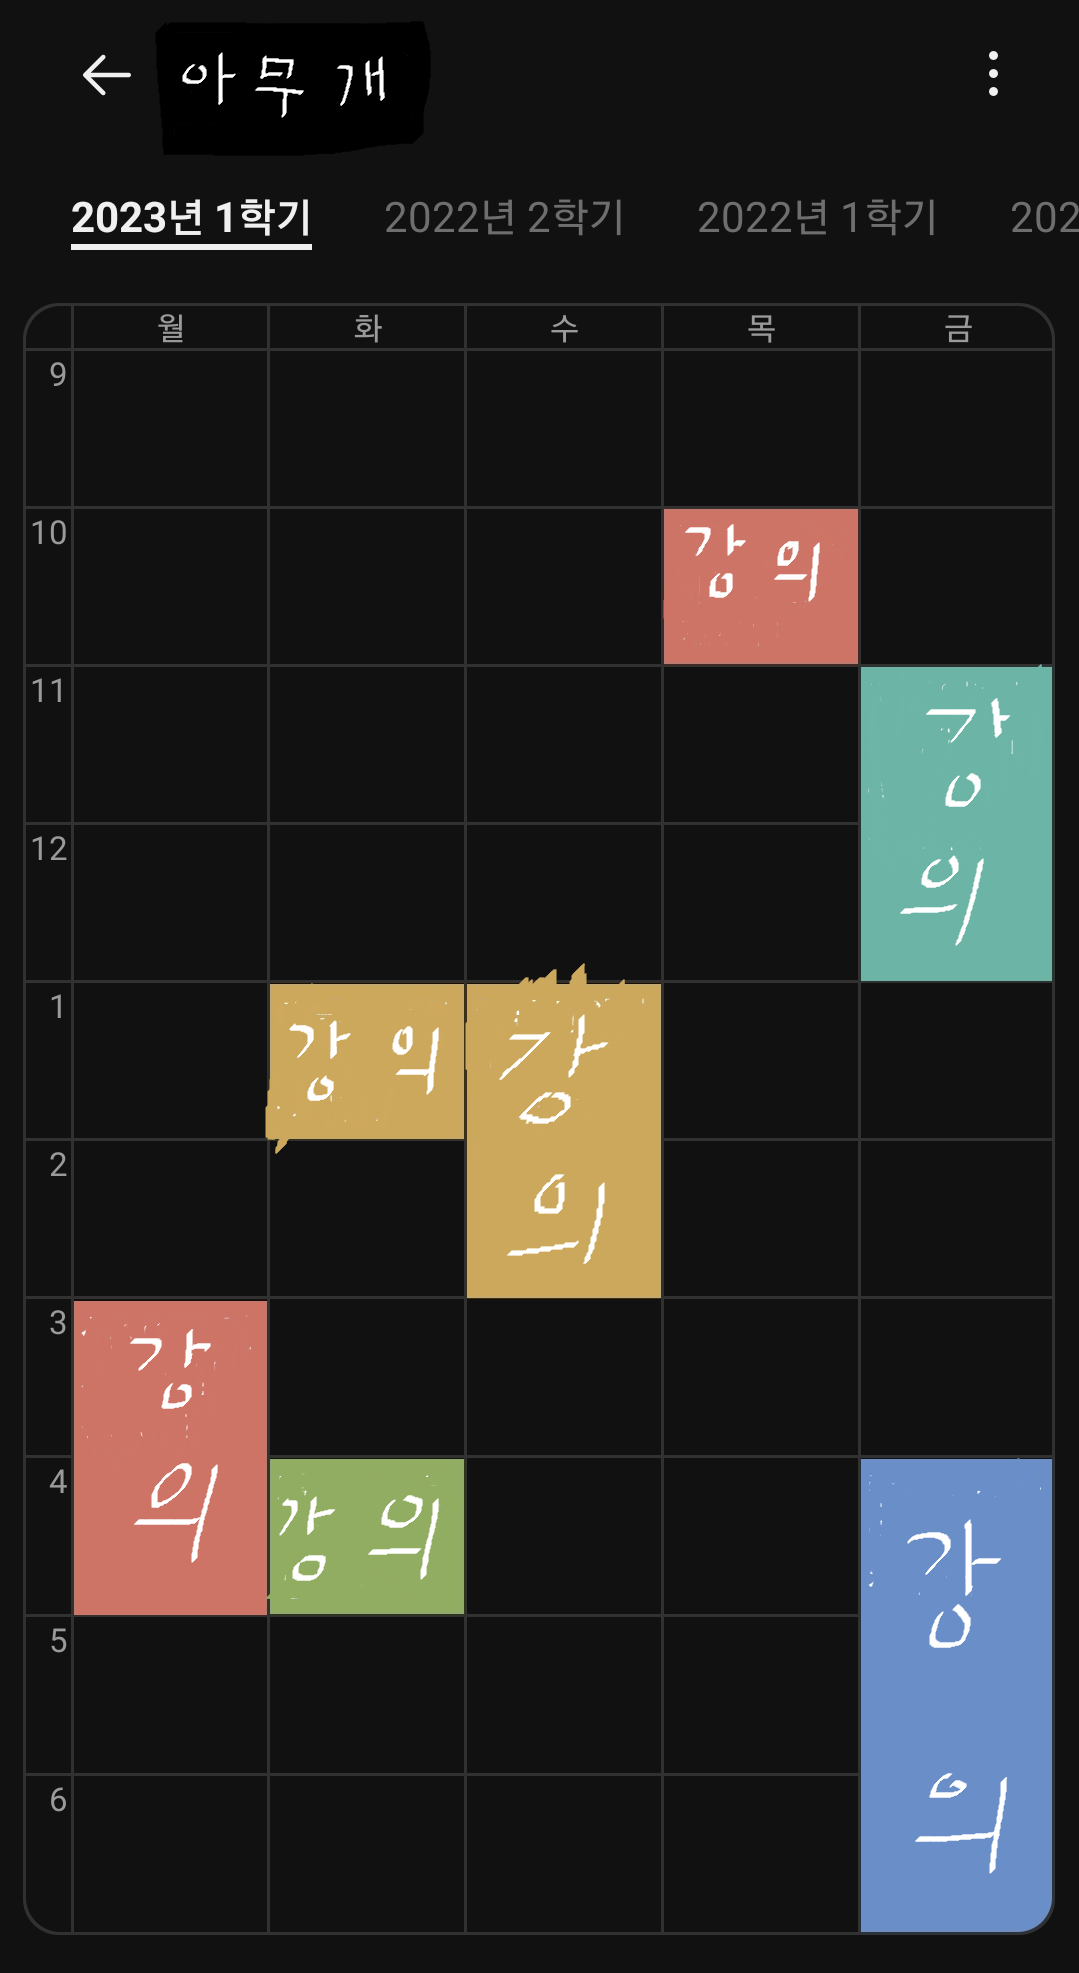 아무개
2023년 1학기 2022년 2학기 2022년 1학기 202
월 화 수 목 금
9
10 강의
11 강
의
12
1 강의 강
의
2
3 강
의
4 강의 강
의
5
6